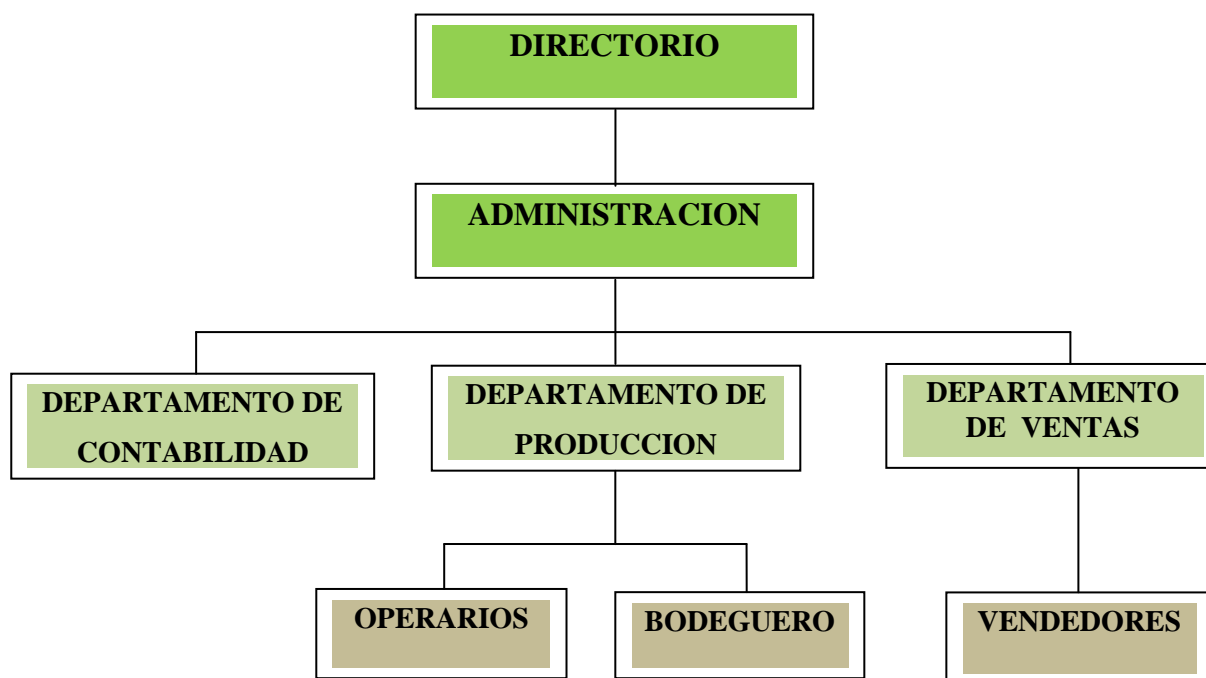 DIRECTORIO
ADMINISTRACION
DEPARTAMENTO DE
CONTABILIDAD
DEPARTAMENTO DE
PRODUCCION
DEPARTAMENTO
DE VENTAS
OPERARIOS
BODEGUERO
VENDEDORES